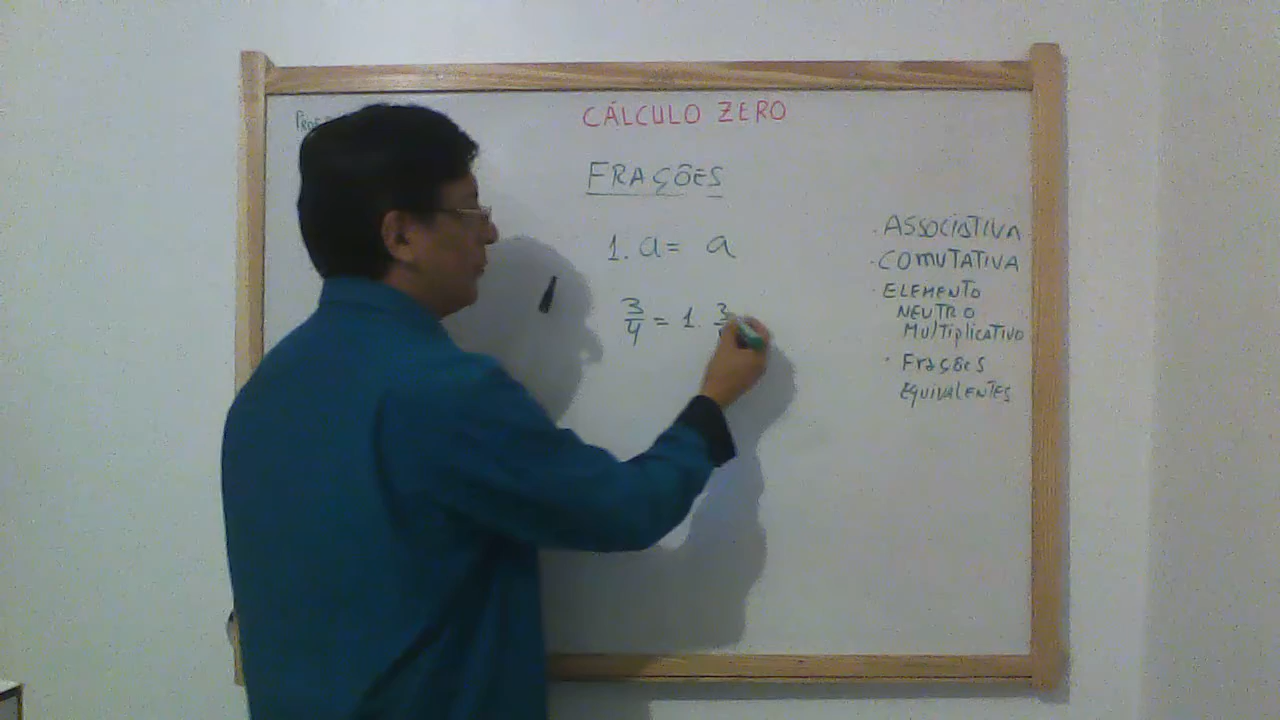 CÁLCULO ZERO
FRAÇÕES
1. a = a
3/4 = 1. 3
. ASSOCIATIVA
. COMUTATIVA
. ELEMENTO
NEUTRO
MultiplicaTivo
. Frações
EQUIVALENTES